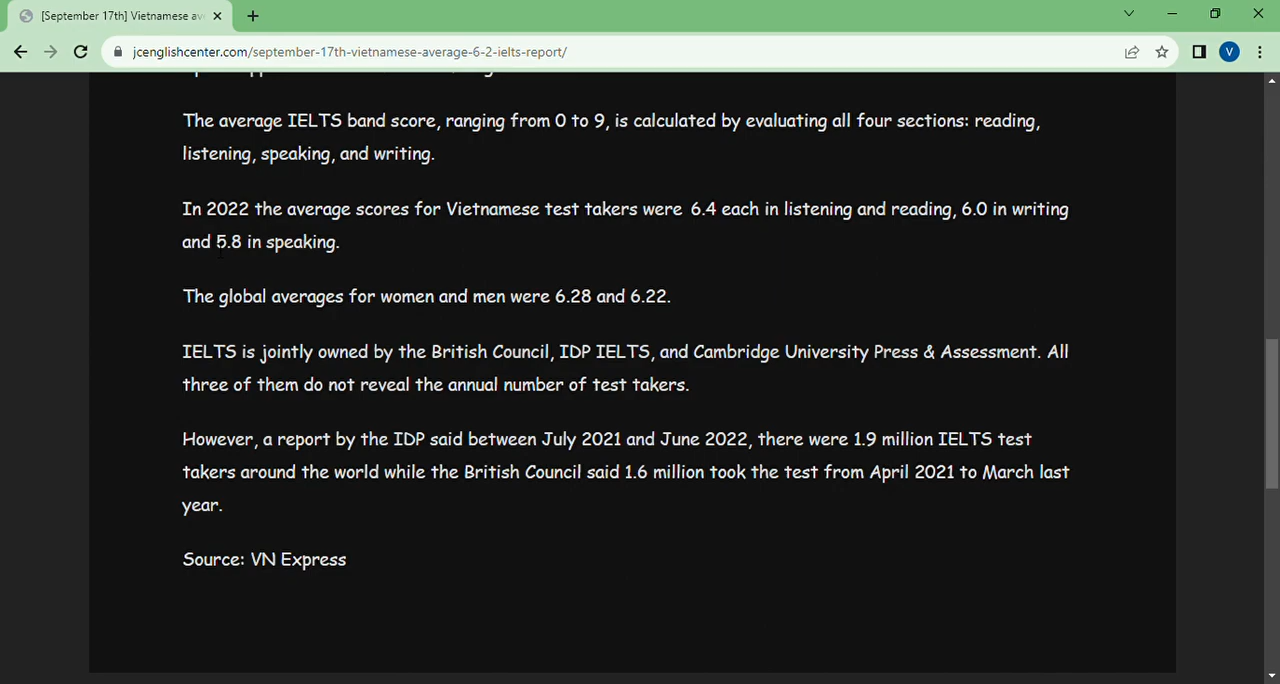 [September 17th] Vietnamese av
jcenglishcenter.com/september-17th-vietnamese-average-6-2-ielts-report/
V
The average IELTS band score, ranging from 0 to 9, is calculated by evaluating all four sections: reading,
listening, speaking, and writing.
In 2022 the average scores for Vietnamese test takers were 6.4 each in listening and reading, 6.0 in writing
and 5.8 in speaking.
The global averages for women and men were 6.28 and 6.22.
IELTS is jointly owned by the British Council, IDP IELTS, and Cambridge University Press & Assessment. All
three of them do not reveal the annual number of test takers.
However, a report by the IDP said between July 2021 and June 2022, there were 1.9 million IELTS test
takers around the world while the British Council said 1.6 million took the test from April 2021 to March last
year.
Source: VN Express